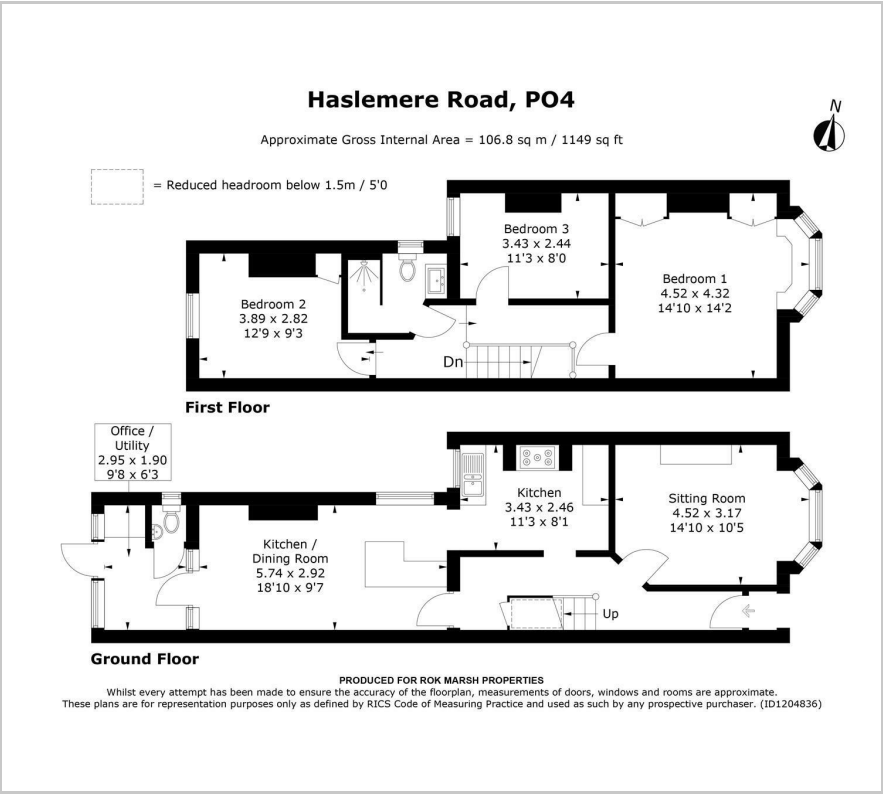 Haslemere Road, PO4
N
Approximate Gross Internal Area = 106.8 sq m / 1149 sq ft
= Reduced headroom below 1.5m / 5'0
Bedroom 3
3.43 x 2.44
11'3 x 8'0
Bedroom 1
4.52 x 4.32
14'10 x 14'2
Bedroom 2
3.89 x 2.82
12'9 x 9'3
Dn
First Floor
Office /
Utility
2.95 x 1.90
9'8 x 6'3
Kitchen
3.43 x 2.46
11'3 x 8'1
Sitting Room
4.52 x 3.17
14'10 x 10'5
Kitchen /
Dining Room
5.74 x 2.92
18'10 x 9'7
Up
Ground Floor
PRODUCED FOR ROK MARSH PROPERTIES
Whilst every attempt has been made to ensure the accuracy of the floorplan, measurements of doors, windows and rooms are approximate.
These plans are for representation purposes only as defined by RICS Code of Measuring Practice and used as such by any prospective purchaser. (ID1204836)